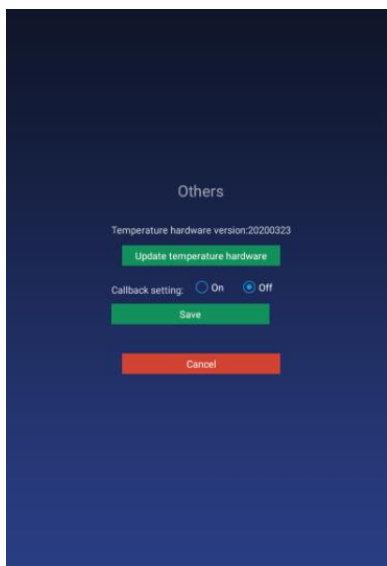 Others
Temperature hardware version:20200323
Update temperature hardware
Callback setting: On Off
Save
Cancel